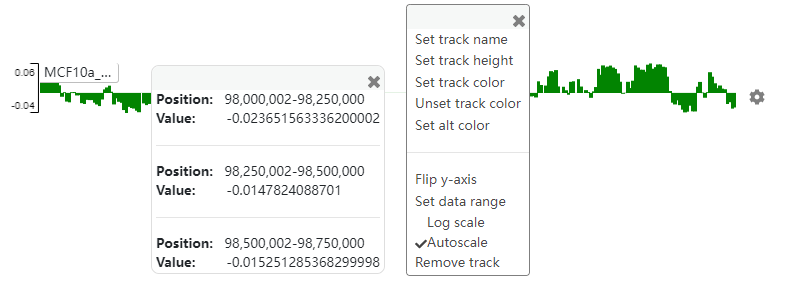 0.06
-0.04
MCF10a_...
Position: 98,000,002-98,250,000
Value: -0.023651563336200002
Position: 98,250,002-98,500,000
Value: -0.0147824088701
Position: 98,500,002-98,750,000
Value: -0.015251285368299998
Set track name
Set track height
Set track color
Unset track color
Set alt color
Flip y-axis
Set data range
Log scale
Autoscale
Remove track